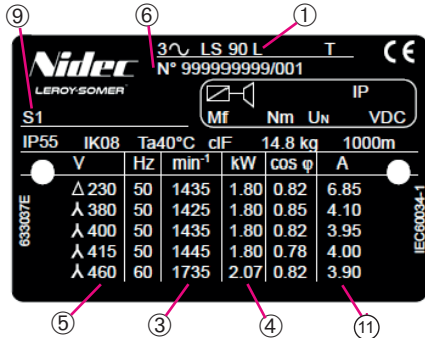 ⑨ ⑥ ①
Nidec
LEROY-SOMER
3∿ LS 90 L T CE
N° 999999999/001
IP
S1
Mf Nm UN VDC
IP55 IK08 Ta40°C clF 14.8 kg 1000m
V Hz min-1 kW cos φ A
Δ 230 50 1435 1.80 0.82 6.85
⅄ 380 50 1425 1.80 0.85 4.10
⅄ 400 50 1435 1.80 0.82 3.95
⅄ 415 50 1445 1.80 0.78 4.00
⅄ 460 60 1735 2.07 0.82 3.90
633037E
IEC60034-1
⑤ ③ ④ ⑪